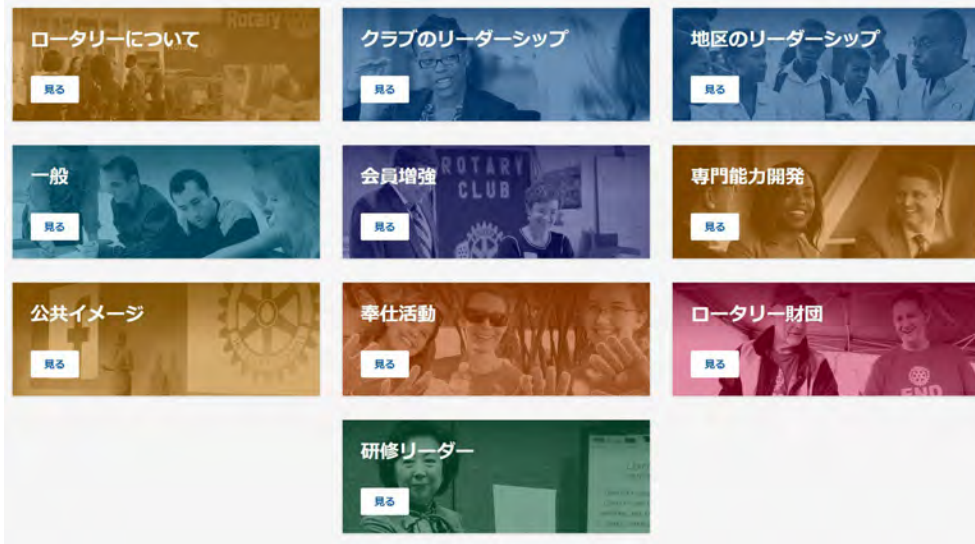 Rotary
ロータリーについて
見る
クラブのリーダーシップ
見る
地区のリーダーシップ
見る
一般
見る
ROTARY
CLUB
会員増強
見る
専門能力開発
見る
公共イメージ
見る
奉仕活動
見る
ロータリー財団
見る
END
研修リーダー
見る